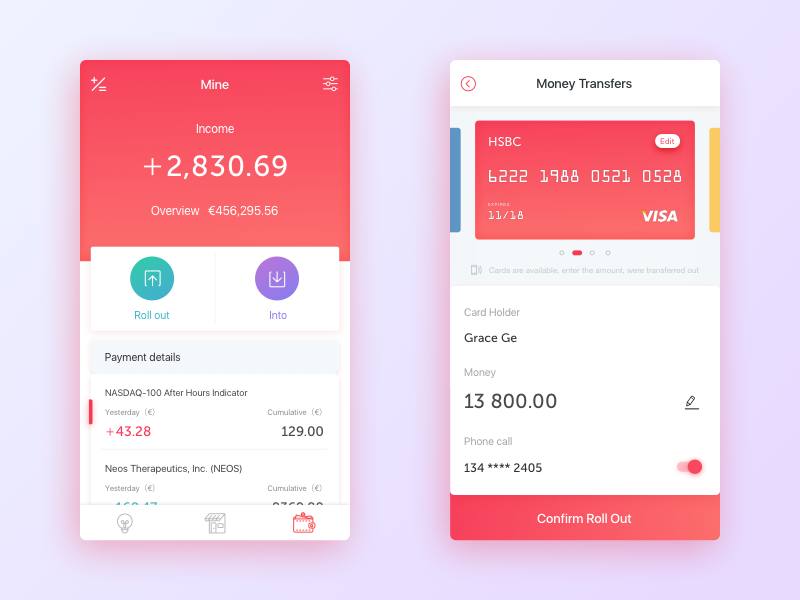 Mine
Income
+2,830.69
Overview €456,295.56
Roll out
Into
Payment details
NASDAQ-100 After Hours Indicator
Yesterday (€) Cumulative (€)
+43.28 129.00
Neos Therapeutics, Inc. (NEOS)
Yesterday (€) Cumulative (€)
Money Transfers
HSBC
Edit
6222 1988 0521 0528
EXPIRES
11/18
VISA
Cards are available, enter the amount, were transferred out
Card Holder
Grace Ge
Money
13 800.00
Phone call
134 **** 2405
Confirm Roll Out